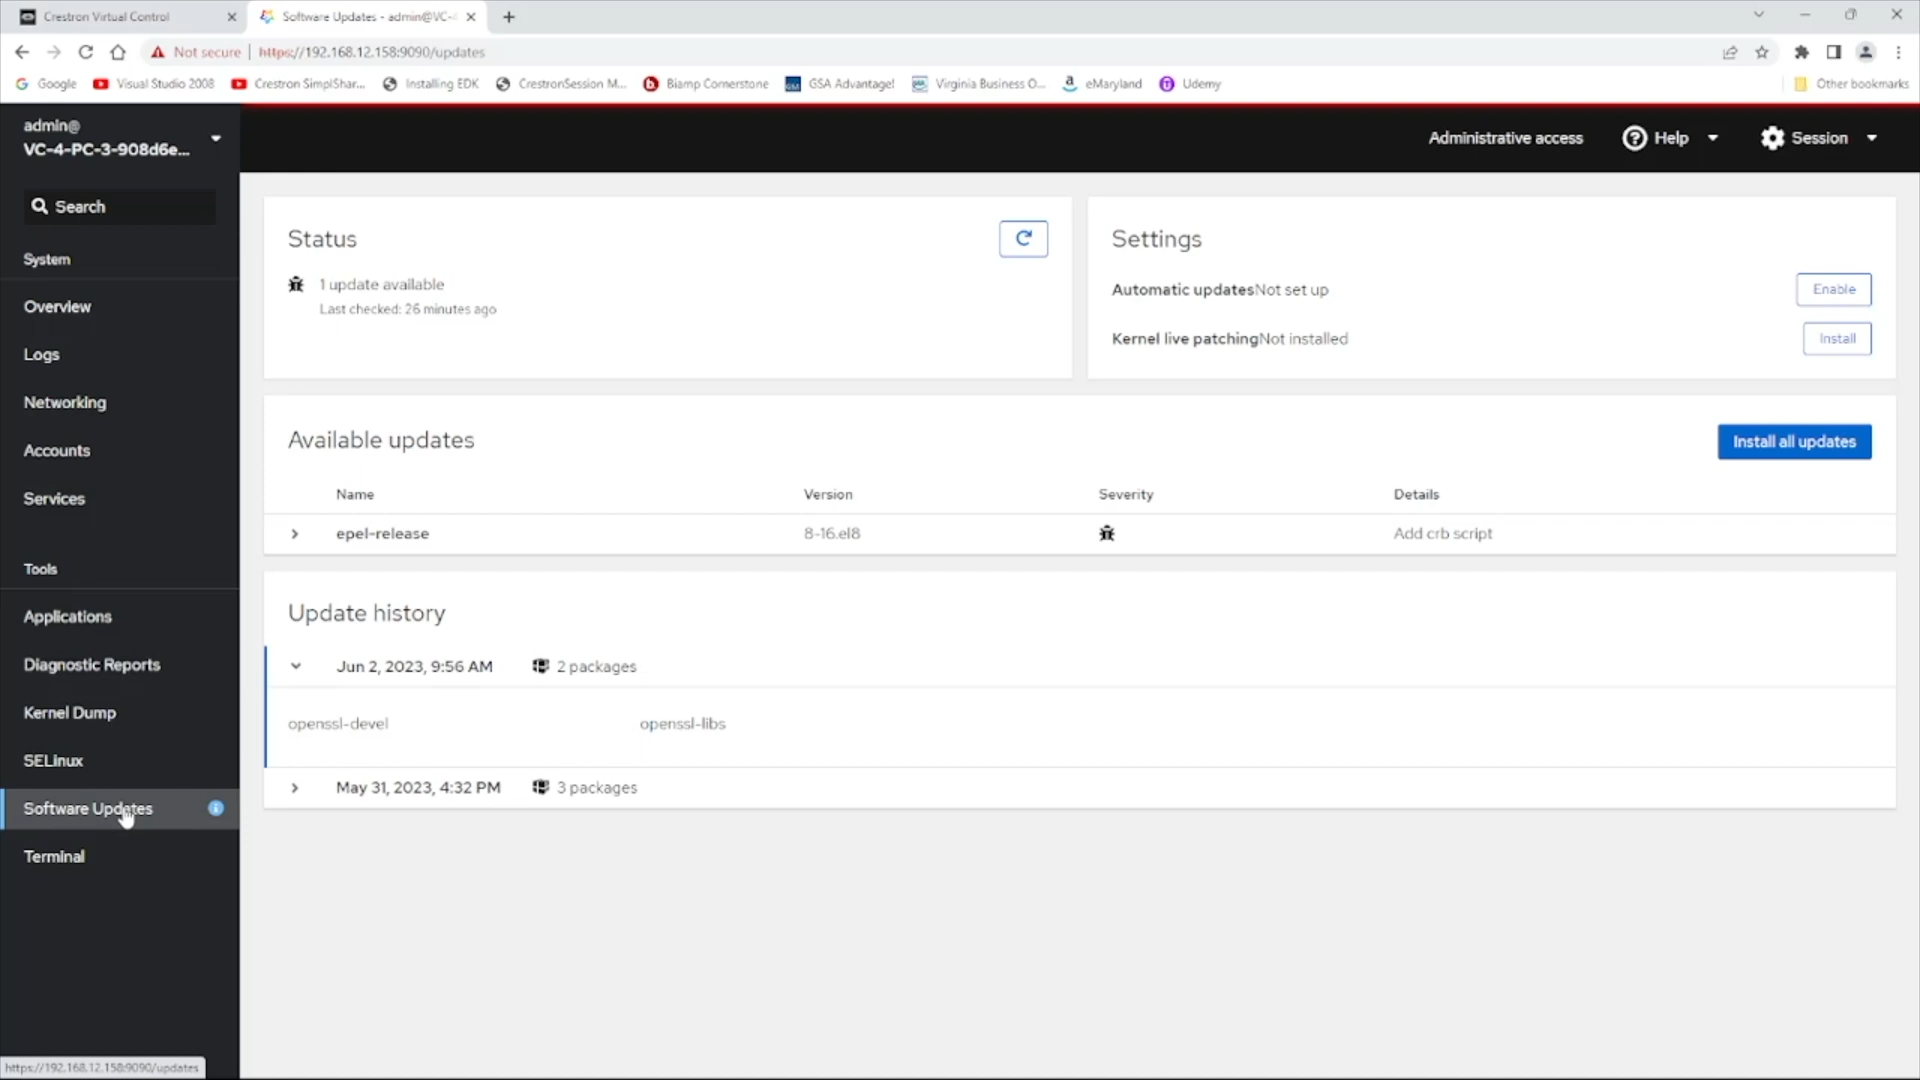 Crestron Virtual Control
Software Updates - admin@VC-4
Not secure
https://192.168.12.158:9090/updates
Google
Visual Studio 2008
Crestron SimplShar...
Installing EDK
CrestronSession M...
Biamp Cornerstone
GSA Advantage!
Virginia Business O...
eMaryland
Udemy
Other bookmarks
admin@
VC-4-PC-3-908d6e...
Administrative access
Help
Session
Search
System
Overview
Logs
Networking
Accounts
Services
Tools
Applications
Diagnostic Reports
Kernel Dump
SELinux
Software Updates
Terminal
Status
1 update available
Last checked: 26 minutes ago
Settings
Automatic updatesNot set up
Enable
Kernel live patchingNot installed
Install
Available updates
Install all updates
Name Version Severity Details
epel-release 8-16.el8 Add crb script
Update history
Jun 2, 2023, 9:56 AM 2 packages
openssl-devel openssl-libs
May 31, 2023, 4:32 PM 3 packages
https://192.168.12.158:9090/updates